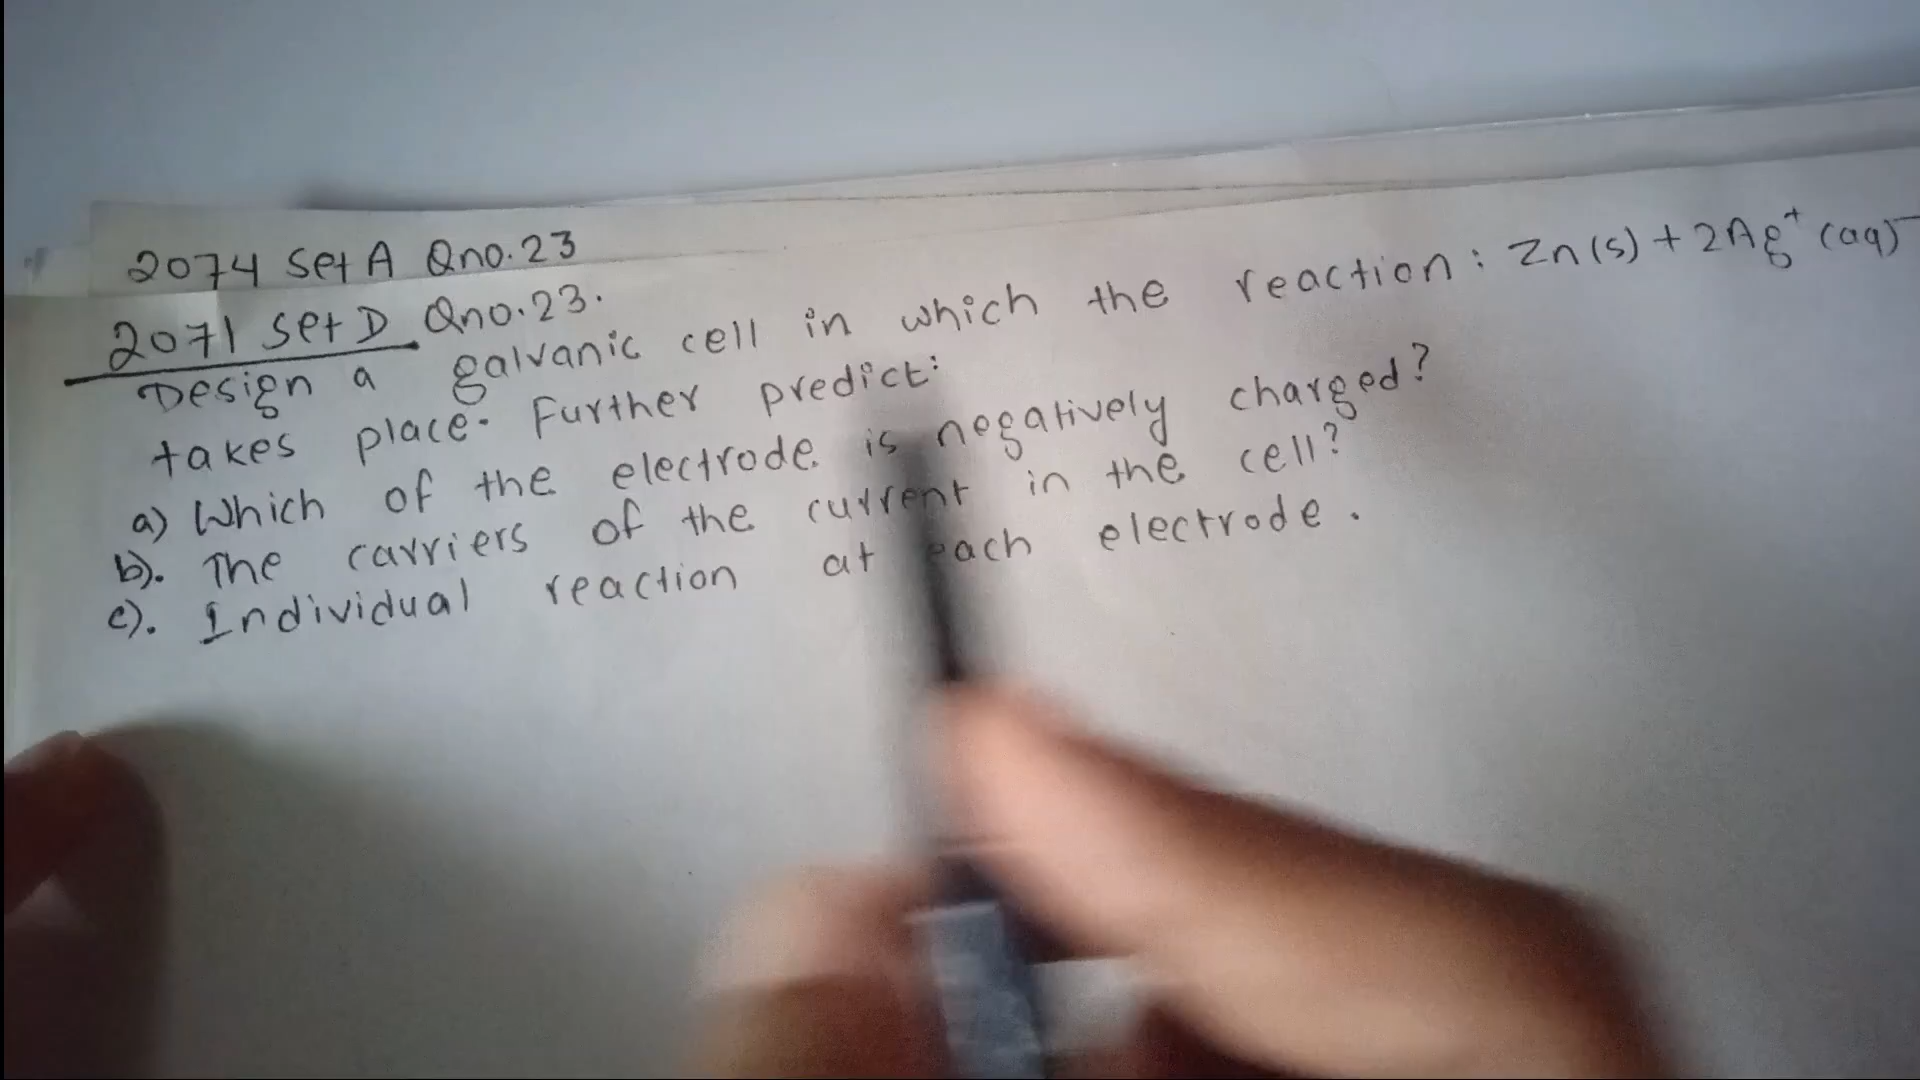 2074 Set A Qno.23
2071 Set D Qno.23.
Design a galvanic cell in which the reaction: Zn(s) + 2Ag⁺ (aq)
takes place. Further predict:
a) Which of the electrode is negatively charged?
b). The carriers of the current in the cell?
c). Individual reaction at each electrode.